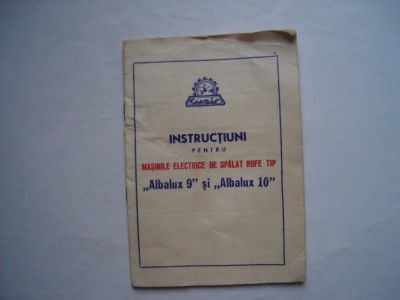 INSTRUCȚIUNI
PENTRU
MAȘINILE ELECTRICE DE SPĂLAT RUFE TIP
„Albalux 9" și „Albalux 10"